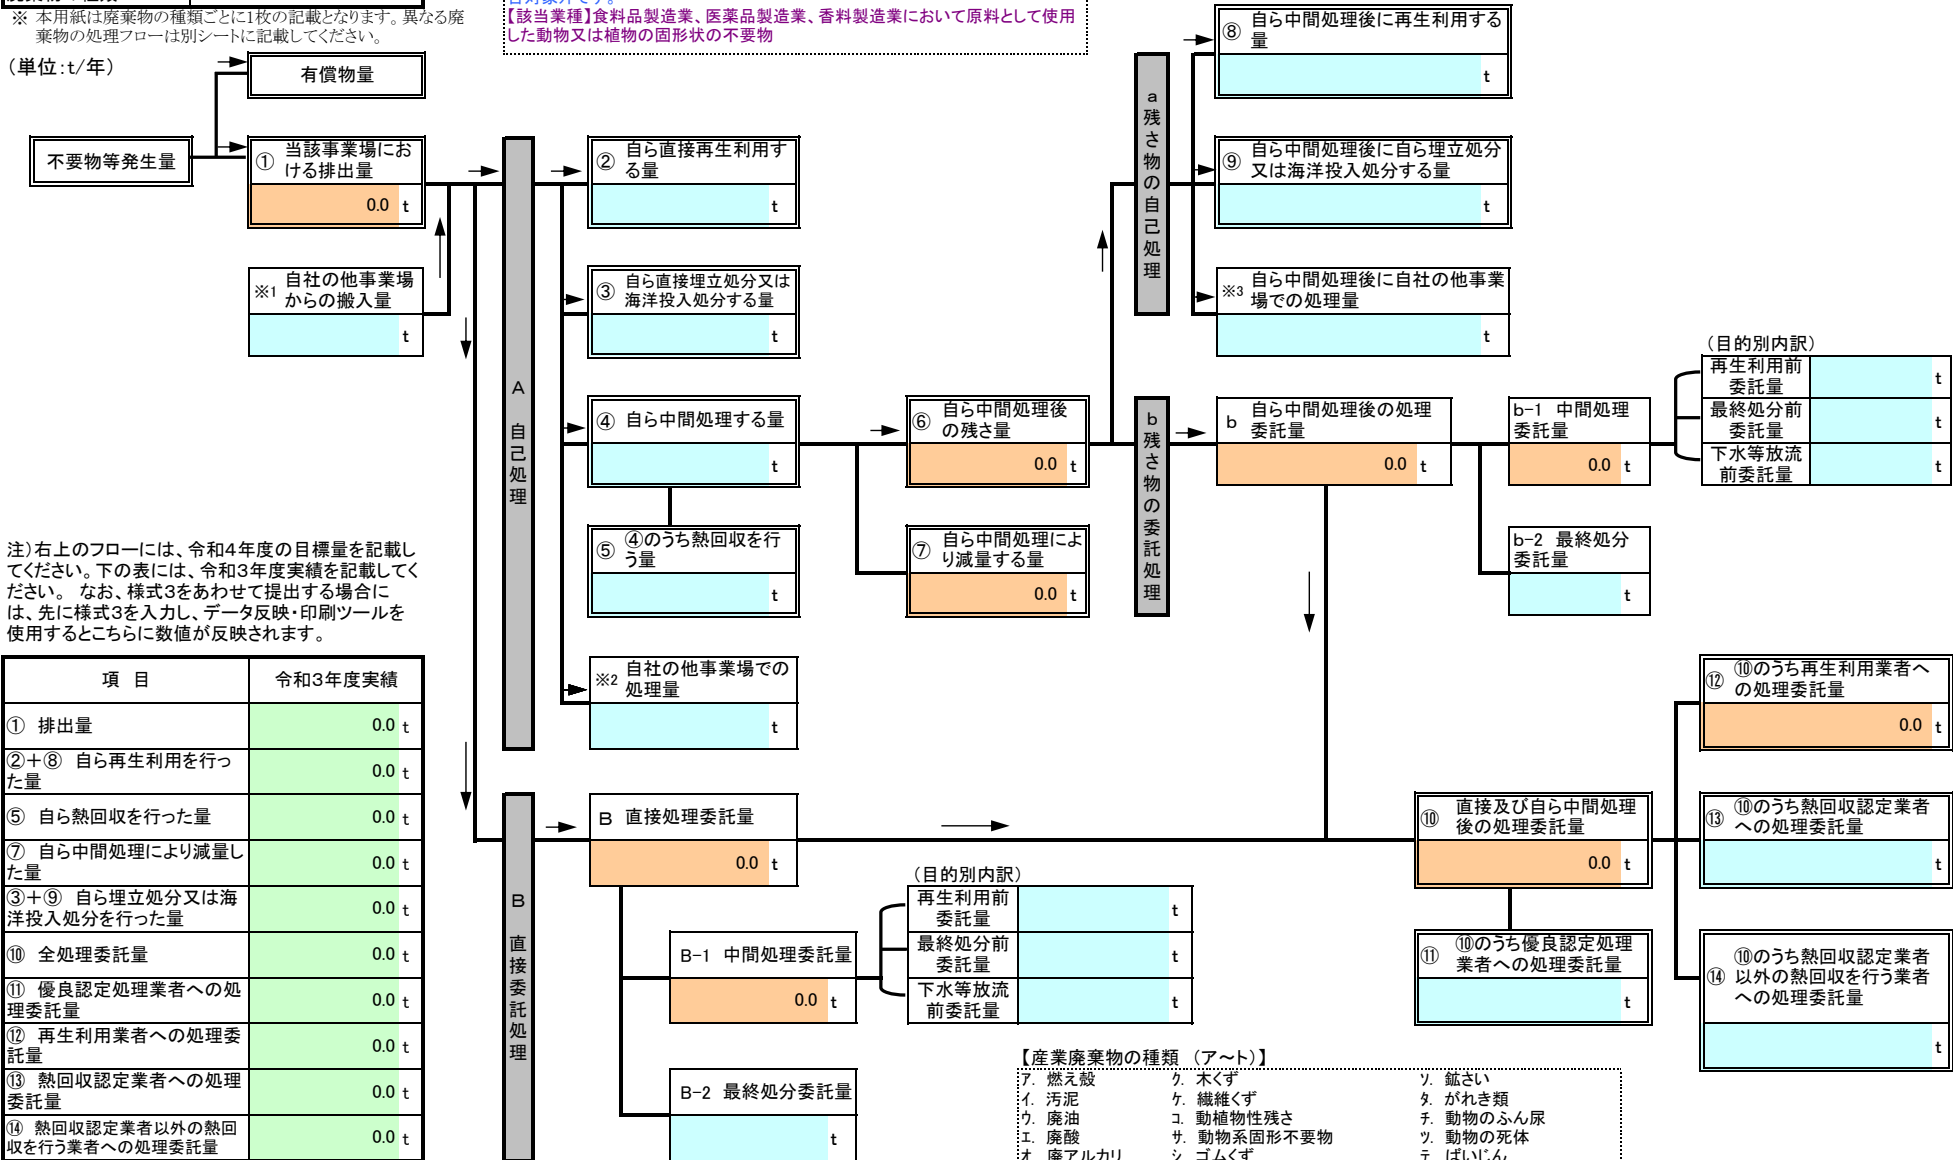 ※ 本用紙は廃棄物の種類ごとに1枚の記載となります。異なる廃
棄物の処理フローは別シートに記載してください。
【該当業種】食料品製造業、医薬品製造業、香料製造業において原料として使用
した動物又は植物の固形状の不要物
（単位：t/年）
有償物量
不要物等発生量
① 当該事業場にお
ける排出量
0.0 t
※1 自社の他事業場
からの搬入量
t
A 自己処理
② 自ら直接再生利用す
る量
t
③ 自ら直接埋立処分又は
海洋投入処分する量
t
④ 自ら中間処理する量
t
⑤ ④のうち熱回収を行
う量
t
※2 自社の他事業場での
処理量
t
⑥ 自ら中間処理後
の残さ量
0.0 t
⑦ 自ら中間処理によ
り減量する量
0.0 t
a 残さ物の自己処理
⑧ 自ら中間処理後に再生利用する
量
t
⑨ 自ら中間処理後に自ら埋立処分
又は海洋投入処分する量
t
※3 自ら中間処理後に自社の他事業
場での処理量
t
b 残さ物の委託処理
b 自ら中間処理後の処理
委託量
0.0 t
b-1 中間処理
委託量
0.0 t
b-2 最終処分
委託量
t
（目的別内訳）
再生利用前
委託量
t
最終処分前
委託量
t
下水等放流
前委託量
t
注）右上のフローには、令和４年度の目標量を記載し
てください。下の表には、令和３年度実績を記載してく
ださい。 なお、様式３をあわせて提出する場合に
は、先に様式３を入力し、データ反映・印刷ツールを
使用するとこちらに数値が反映されます。
項 目 令和３年度実績
① 排出量 0.0 t
②＋⑧ 自ら再生利用を行っ
た量 0.0 t
⑤ 自ら熱回収を行った量 0.0 t
⑦ 自ら中間処理により減量し
た量 0.0 t
③＋⑨ 自ら埋立処分又は海
洋投入処分を行った量 0.0 t
⑩ 全処理委託量 0.0 t
⑪ 優良認定処理業者への処
理委託量 0.0 t
⑫ 再生利用業者への処理委
託量 0.0 t
⑬ 熱回収認定業者への処理
委託量 0.0 t
⑭ 熱回収認定業者以外の熱回
収を行う業者への処理委託量 0.0 t
B 直接委託処理
B 直接処理委託量
0.0 t
B-1 中間処理委託量
0.0 t
B-2 最終処分委託量
t
（目的別内訳）
再生利用前
委託量
t
最終処分前
委託量
t
下水等放流
前委託量
t
⑩ 直接及び自ら中間処理
後の処理委託量
0.0 t
⑪ ⑩のうち優良認定処理
業者への処理委託量
t
⑫ ⑩のうち再生利用業者へ
の処理委託量
0.0 t
⑬ ⑩のうち熱回収認定業者
への処理委託量
t
⑭ ⑩のうち熱回収認定業者
以外の熱回収を行う業者
への処理委託量
t
【産業廃棄物の種類 （ア～ト）】
ア. 燃え殻 ク. 木くず ソ. 鉱さい
イ. 汚泥 ケ. 繊維くず タ. がれき類
ウ. 廃油 コ. 動植物性残さ チ. 動物のふん尿
エ. 廃酸 サ. 動物系固形不要物 ツ. 動物の死体
オ. 廃アルカリ シ. ゴムくず テ. ばいじん